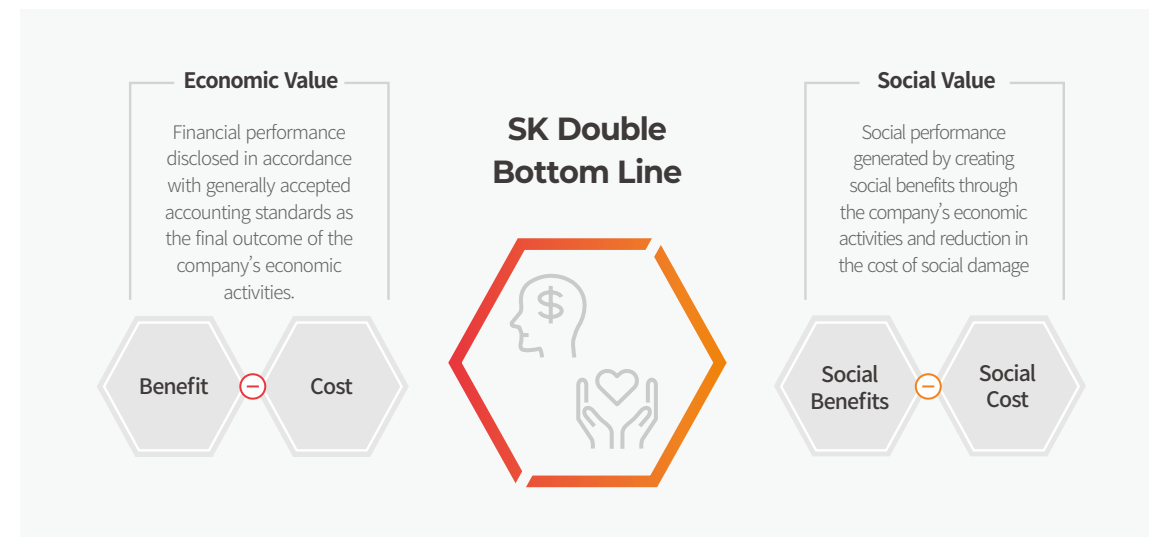 Economic Value
Financial performance
disclosed in accordance
with generally accepted
accounting standards as
the final outcome of the
company's economic
activities.
Benefit
Cost
SK Double
Bottom Line
$
Social Value
Social performance
generated by creating
social benefits through
the company's economic
activities and reduction in
the cost of social damage
Social
Benefits
Social
Cost